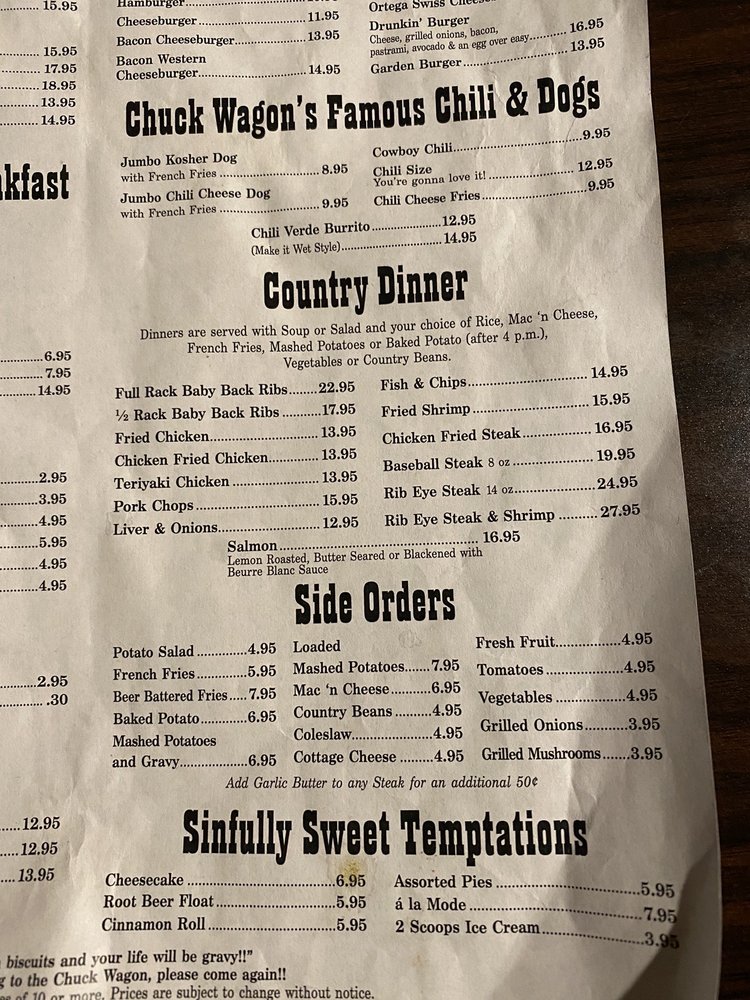 15.95
15.95
17.95
18.95
13.95
14.95
kfast
6.95
7.95
14.95
2.95
3.95
4.95
5.95
4.95
4.95
2.95
.30
12.95
12.95
13.95
Hamburger
Cheeseburger 11.95
Bacon Cheeseburger 13.95
Bacon Western
Cheeseburger 14.95
Ortega Swiss
Drunkin' Burger
Cheese, grilled onions, bacon, 16.95
pastrami, avocado & an egg over easy
Garden Burger 13.95
Chuck Wagon's Famous Chili & Dogs
Jumbo Kosher Dog
with French Fries 8.95
Jumbo Chili Cheese Dog
with French Fries 9.95
Cowboy Chili 9.95
Chili Size 12.95
You're gonna love it!
Chili Cheese Fries 9.95
Chili Verde Burrito 12.95
(Make it Wet Style) 14.95
Country Dinner
Dinners are served with Soup or Salad and your choice of Rice, Mac 'n Cheese,
French Fries, Mashed Potatoes or Baked Potato (after 4 p.m.),
Vegetables or Country Beans.
Full Rack Baby Back Ribs 22.95
½ Rack Baby Back Ribs 17.95
Fried Chicken 13.95
Chicken Fried Chicken 13.95
Teriyaki Chicken 13.95
Pork Chops 15.95
Liver & Onions 12.95
Fish & Chips 14.95
Fried Shrimp 15.95
Chicken Fried Steak 16.95
Baseball Steak 8 oz 19.95
Rib Eye Steak 14 oz 24.95
Rib Eye Steak & Shrimp 27.95
Salmon 16.95
Lemon Roasted, Butter Seared or Blackened with
Beurre Blanc Sauce
Side Orders
Potato Salad 4.95
French Fries 5.95
Beer Battered Fries 7.95
Baked Potato 6.95
Mashed Potatoes
and Gravy 6.95
Loaded
Mashed Potatoes 7.95
Mac 'n Cheese 6.95
Country Beans 4.95
Coleslaw 4.95
Cottage Cheese 4.95
Fresh Fruit 4.95
Tomatoes 4.95
Vegetables 4.95
Grilled Onions 3.95
Grilled Mushrooms 3.95
Add Garlic Butter to any Steak for an additional 50¢
Sinfully Sweet Temptations
Cheesecake 6.95
Root Beer Float 5.95
Cinnamon Roll 5.95
Assorted Pies 5.95
á la Mode 7.95
2 Scoops Ice Cream 3.95
biscuits and your life will be gravy!!"
to the Chuck Wagon, please come again!!
of 10 or more. Prices are subject to change without notice.